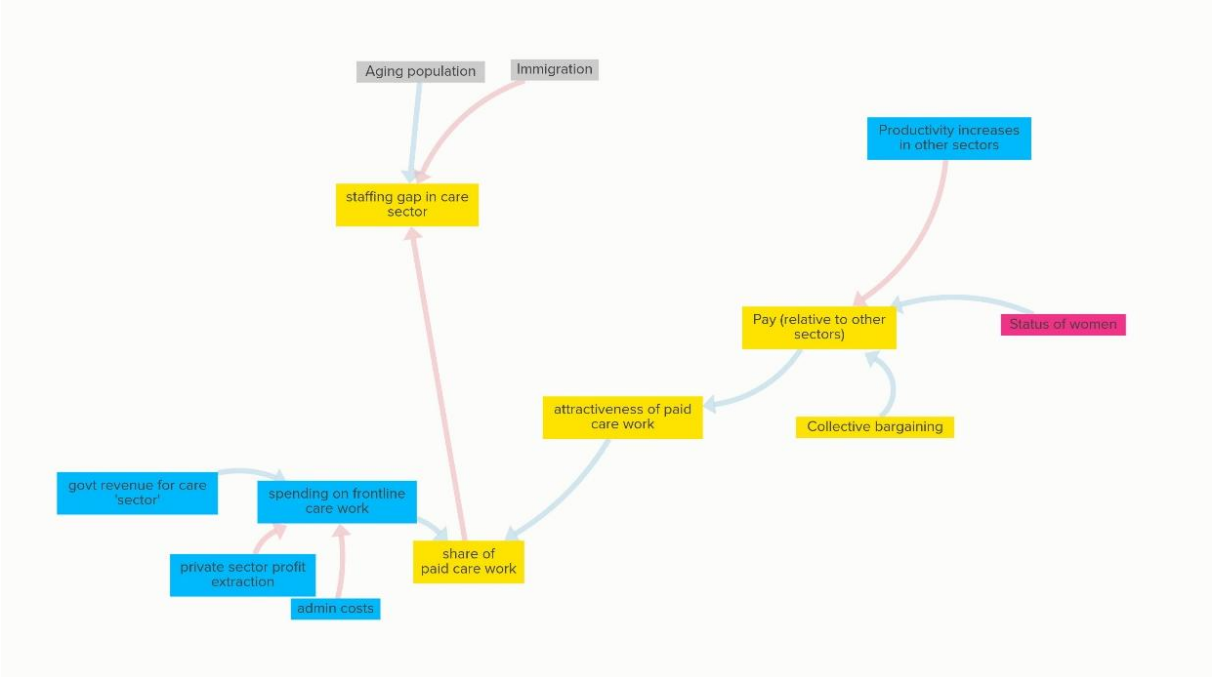 Aging population
Immigration
Productivity increases
in other sectors
staffing gap in care
sector
Pay (relative to other
sectors)
Status of women
attractiveness of paid
care work
Collective bargaining
govt revenue for care
'sector'
spending on frontline
care work
share of
paid care work
private sector profit
extraction
admin costs